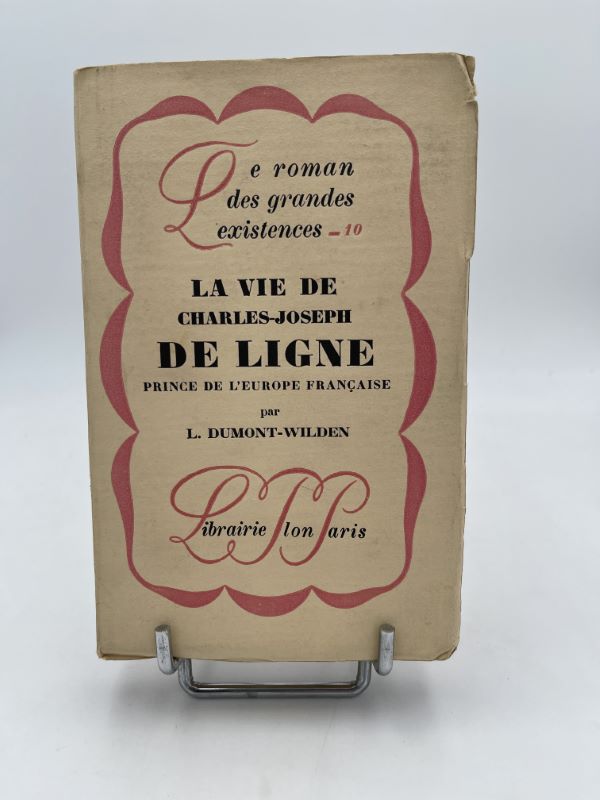 Le roman
des grandes
existences - 10
LA VIE DE
CHARLES-JOSEPH
DE LIGNE
PRINCE DE L'EUROPE FRANÇAISE
par
L. DUMONT-WILDEN
Librairie Plon Paris